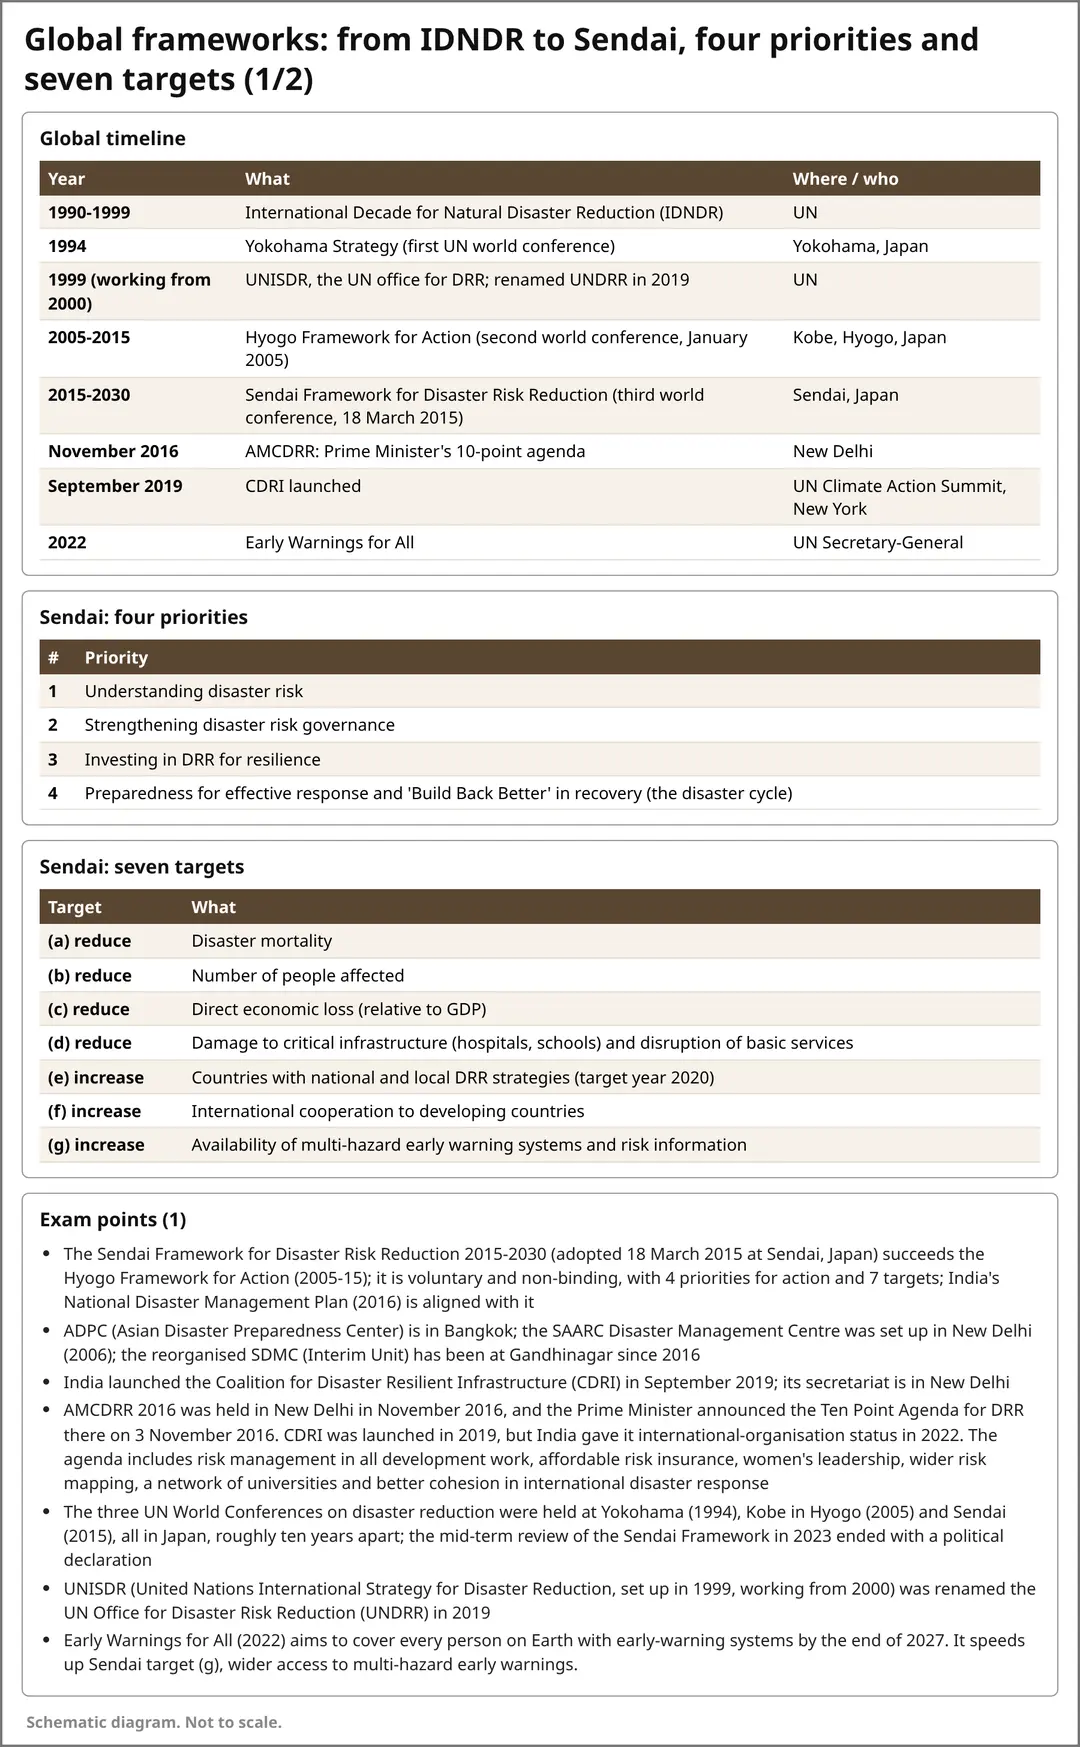 Global frameworks: from IDNDR to Sendai, four priorities and
seven targets (1/2)
Global timeline
Year What Where / who
1990-1999 International Decade for Natural Disaster Reduction (IDNDR) UN
1994 Yokohama Strategy (first UN world conference) Yokohama, Japan
1999 (working from UNISDR, the UN office for DRR; renamed UNDRR in 2019 UN
2000)
2005-2015 Hyogo Framework for Action (second world conference, January Kobe, Hyogo, Japan
2005)
2015-2030 Sendai Framework for Disaster Risk Reduction (third world Sendai, Japan
conference, 18 March 2015)
November 2016 AMCDRR: Prime Minister's 10-point agenda New Delhi
September 2019 CDRI launched UN Climate Action Summit,
New York
2022 Early Warnings for All UN Secretary-General
Sendai: four priorities
# Priority
1 Understanding disaster risk
2 Strengthening disaster risk governance
3 Investing in DRR for resilience
4 Preparedness for effective response and 'Build Back Better' in recovery (the disaster cycle)
Sendai: seven targets
Target What
(a) reduce Disaster mortality
(b) reduce Number of people affected
(c) reduce Direct economic loss (relative to GDP)
(d) reduce Damage to critical infrastructure (hospitals, schools) and disruption of basic services
(e) increase Countries with national and local DRR strategies (target year 2020)
(f) increase International cooperation to developing countries
(g) increase Availability of multi-hazard early warning systems and risk information
Exam points (1)
• The Sendai Framework for Disaster Risk Reduction 2015-2030 (adopted 18 March 2015 at Sendai, Japan) succeeds the
Hyogo Framework for Action (2005-15); it is voluntary and non-binding, with 4 priorities for action and 7 targets; India's
National Disaster Management Plan (2016) is aligned with it
• ADPC (Asian Disaster Preparedness Center) is in Bangkok; the SAARC Disaster Management Centre was set up in New Delhi
(2006); the reorganised SDMC (Interim Unit) has been at Gandhinagar since 2016
• India launched the Coalition for Disaster Resilient Infrastructure (CDRI) in September 2019; its secretariat is in New Delhi
• AMCDRR 2016 was held in New Delhi in November 2016, and the Prime Minister announced the Ten Point Agenda for DRR
there on 3 November 2016. CDRI was launched in 2019, but India gave it international-organisation status in 2022. The
agenda includes risk management in all development work, affordable risk insurance, women's leadership, wider risk
mapping, a network of universities and better cohesion in international disaster response
• The three UN World Conferences on disaster reduction were held at Yokohama (1994), Kobe in Hyogo (2005) and Sendai
(2015), all in Japan, roughly ten years apart; the mid-term review of the Sendai Framework in 2023 ended with a political
declaration
• UNISDR (United Nations International Strategy for Disaster Reduction, set up in 1999, working from 2000) was renamed the
UN Office for Disaster Risk Reduction (UNDRR) in 2019
• Early Warnings for All (2022) aims to cover every person on Earth with early-warning systems by the end of 2027. It speeds
up Sendai target (g), wider access to multi-hazard early warnings.
Schematic diagram. Not to scale.